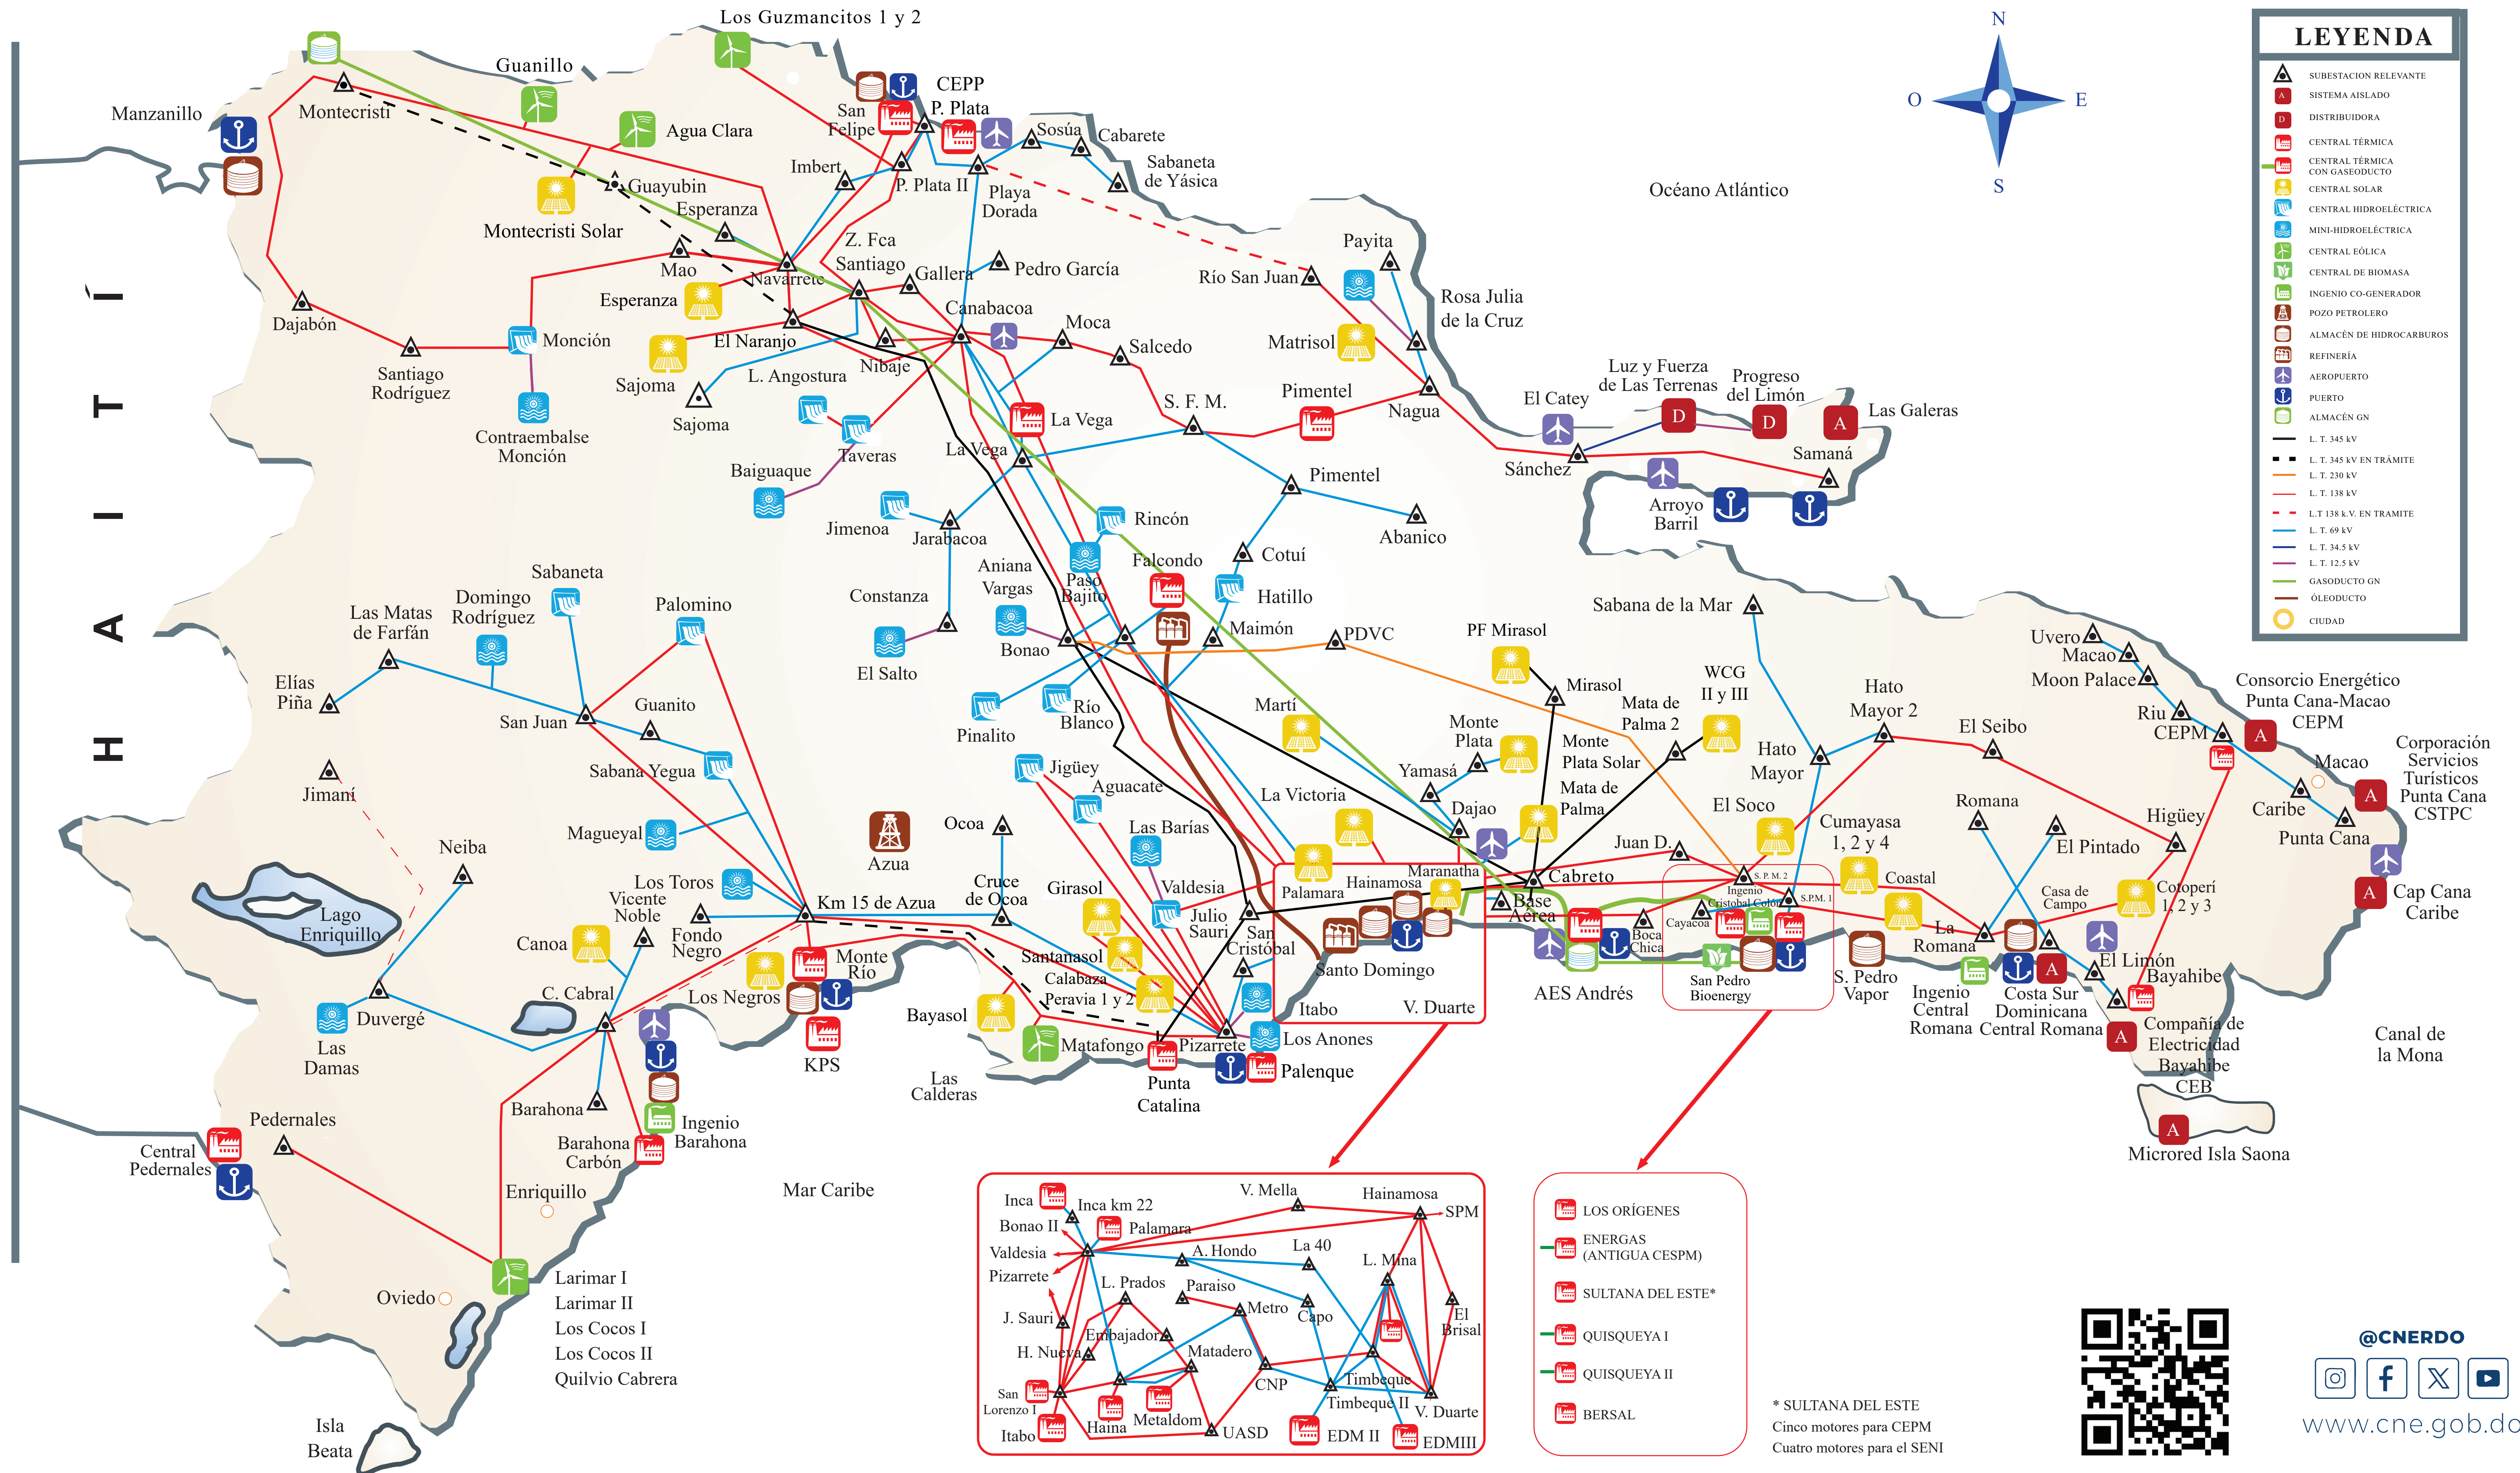 Los Guzmancitos 1 y 2
Guanillo
Manzanillo
Montecristi
Agua Clara
San
Felipe
CEPP
P. Plata
Sosúa
Cabarete
Sabaneta
de Yásica
Imbert
P. Plata II
Playa
Dorada
Guayubin
Esperanza
Montecristi Solar
Mao
Navarrete
Z. Fca
Santiago
Gallera
Pedro García
Esperanza
Canabacoa
Moca
Salcedo
Dajabón
Monción
El Naranjo
Nibaje
Santiago
Rodríguez
Sajoma
Sajoma
L. Angostura
Contraembalse
Monción
Taveras
Baiguaque
La Vega
La Vega
S. F. M.
Pimentel
Pimentel
Payita
Río San Juan
Rosa Julia
de la Cruz
Matrisol
Nagua
El Catey
Luz y Fuerza
de Las Terrenas
D
Progreso
del Limón
D
A
Las Galeras
Sánchez
Samaná
Arroyo
Barril
Océano Atlántico
N
O
E
S
HAITÍ
Jimenoa
Jarabacoa
Rincón
Abanico
Cotuí
Constanza
Aniana
Vargas
Paso
Bajito
Falcondo
Hatillo
El Salto
Bonao
Maimón
PDVC
Pinalito
Río
Blanco
Sabaneta
Domingo
Rodríguez
Las Matas
de Farfán
Palomino
Elías
Piña
San Juan
Guanito
Sabana Yegua
Jimaní
Magueyal
Neiba
Azua
Ocoa
Los Toros
Vicente
Noble
Lago
Enriquillo
Canoa
Fondo
Negro
Km 15 de Azua
Cruce
de Ocoa
Jigüey
Aguacate
Las Barías
Girasol
Valdesia
Julio
Sauri
San
Cristóbal
Santanasol
Calabaza
Peravia 1 y 2
C. Cabral
Duvergé
Las
Damas
Los Negros
Monte
Río
KPS
Bayasol
Matafongo
Pizarrete
Los Anones
Las
Calderas
Punta
Catalina
Palenque
Barahona
Ingenio
Barahona
Barahona
Carbón
Pedernales
Central
Pedernales
Enriquillo
Oviedo
Larimar I
Larimar II
Los Cocos I
Los Cocos II
Quilvio Cabrera
Isla
Beata
Mar Caribe
Sabana de la Mar
PF Mirasol
Mirasol
WCG
II y III
Martí
Monte
Plata
Monte
Plata Solar
Mata de
Palma 2
Yamasá
La Victoria
Dajao
Mata de
Palma
Hato
Mayor 2
Hato
Mayor
El Seibo
El Soco
Juan D.
Cumayasa
1, 2 y 4
Romana
El Pintado
Higüey
Palamara
Hainamosa
Maranatha
Cabreto
Base
Aérea
Santo Domingo
Itabo
V. Duarte
AES Andrés
Boca
Chica
Cayacoa
Ingenio
Cristobal Colón
S. P. M. 2
S.P.M. 1
San Pedro
Bioenergy
S. Pedro
Vapor
Coastal
La
Romana
Casa de
Campo
Cotoperí
1, 2 y 3
El Limón
Bayahibe
Ingenio
Central
Romana
A
Costa Sur
Dominicana
Central Romana
A
Compañía de
Electricidad
Bayahibe
CEB
A
Microred Isla Saona
Uvero
Macao
Moon Palace
Riu
CEPM
Consorcio Energético
Punta Cana-Macao
CEPM
A
Macao
Caribe
Punta Cana
Corporación
Servicios
Turísticos
Punta Cana
CSTPC
A
A
Cap Cana
Caribe
Canal de
la Mona
LEYENDA
SUBESTACION RELEVANTE
A SISTEMA AISLADO
D DISTRIBUIDORA
CENTRAL TÉRMICA
CENTRAL TÉRMICA
CON GASEODUCTO
CENTRAL SOLAR
CENTRAL HIDROELÉCTRICA
MINI-HIDROELÉCTRICA
CENTRAL EÓLICA
CENTRAL DE BIOMASA
INGENIO CO-GENERADOR
POZO PETROLERO
ALMACÉN DE HIDROCARBUROS
REFINERÍA
AEROPUERTO
PUERTO
ALMACÉN GN
L. T. 345 kV
L. T. 345 kV EN TRÁMITE
L. T. 230 kV
L. T. 138 kV
L.T 138 k.V. EN TRAMITE
L. T. 69 kV
L. T. 34.5 kV
L. T. 12.5 kV
GASODUCTO GN
ÓLEODUCTO
CIUDAD
Inca
Inca km 22
Bonao II
Palamara
Valdesia
Pizarrete
V. Mella
Hainamosa
SPM
A. Hondo
La 40
L. Mina
L. Prados
Paraiso
Metro
Capo
El
Brisal
J. Sauri
Embajador
H. Nueva
Matadero
CNP
Timbeque
Timbeque II
V. Duarte
San
Lorenzo I
Itabo
Haina
Metaldom
UASD
EDM II
EDMIII
LOS ORÍGENES
ENERGAS
(ANTIGUA CESPM)
SULTANA DEL ESTE*
QUISQUEYA I
QUISQUEYA II
BERSAL
* SULTANA DEL ESTE
Cinco motores para CEPM
Cuatro motores para el SENI
@CNERDO
www.cne.gob.do